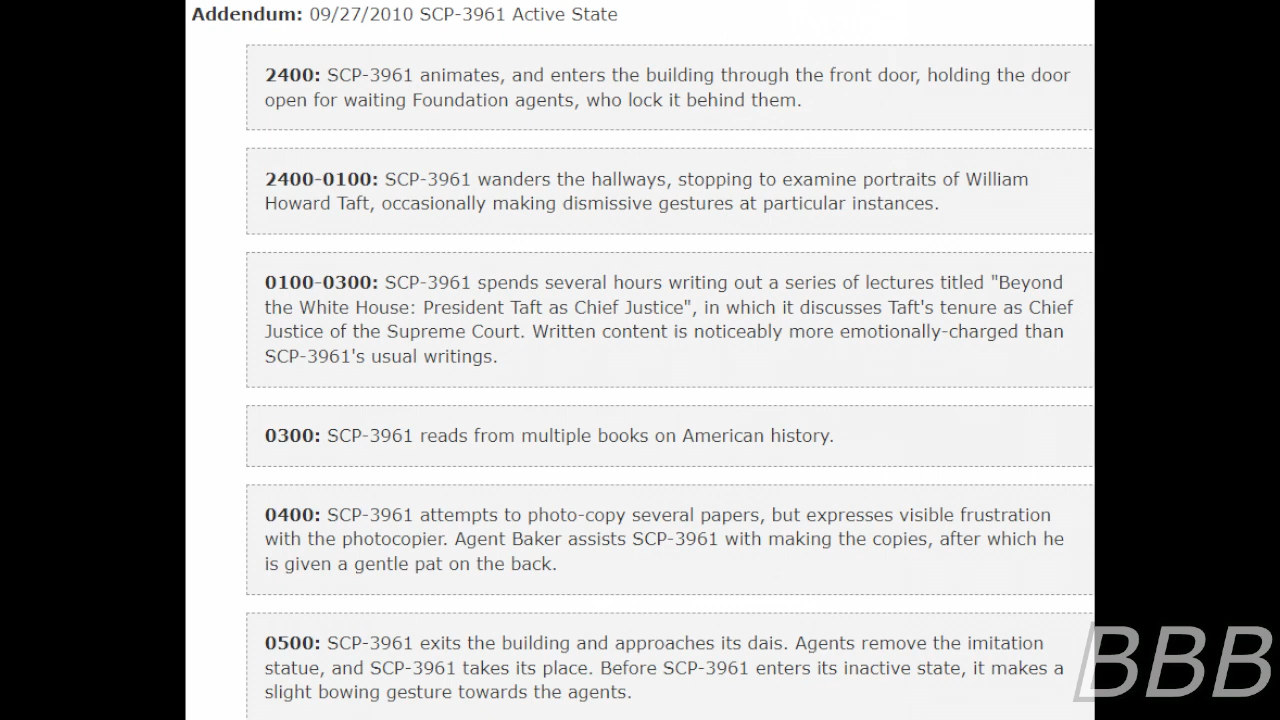 Addendum: 09/27/2010 SCP-3961 Active State
2400: SCP-3961 animates, and enters the building through the front door, holding the door
open for waiting Foundation agents, who lock it behind them.
2400-0100: SCP-3961 wanders the hallways, stopping to examine portraits of William
Howard Taft, occasionally making dismissive gestures at particular instances.
0100-0300: SCP-3961 spends several hours writing out a series of lectures titled "Beyond
the White House: President Taft as Chief Justice", in which it discusses Taft's tenure as Chief
Justice of the Supreme Court. Written content is noticeably more emotionally-charged than
SCP-3961's usual writings.
0300: SCP-3961 reads from multiple books on American history.
0400: SCP-3961 attempts to photo-copy several papers, but expresses visible frustration
with the photocopier. Agent Baker assists SCP-3961 with making the copies, after which he
is given a gentle pat on the back.
0500: SCP-3961 exits the building and approaches its dais. Agents remove the imitation
statue, and SCP-3961 takes its place. Before SCP-3961 enters its inactive state, it makes a
slight bowing gesture towards the agents.
BBB